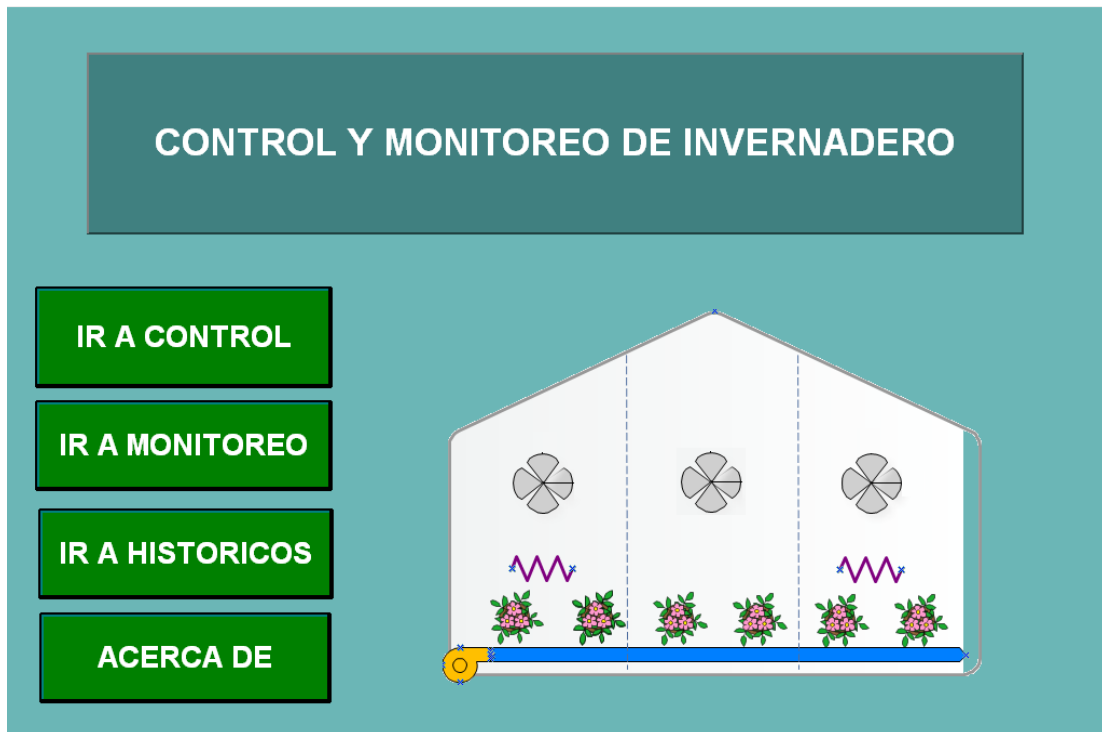 CONTROL Y MONITOREO DE INVERNADERO
IR A CONTROL
IR A MONITOREO
IR A HISTORICOS
ACERCA DE